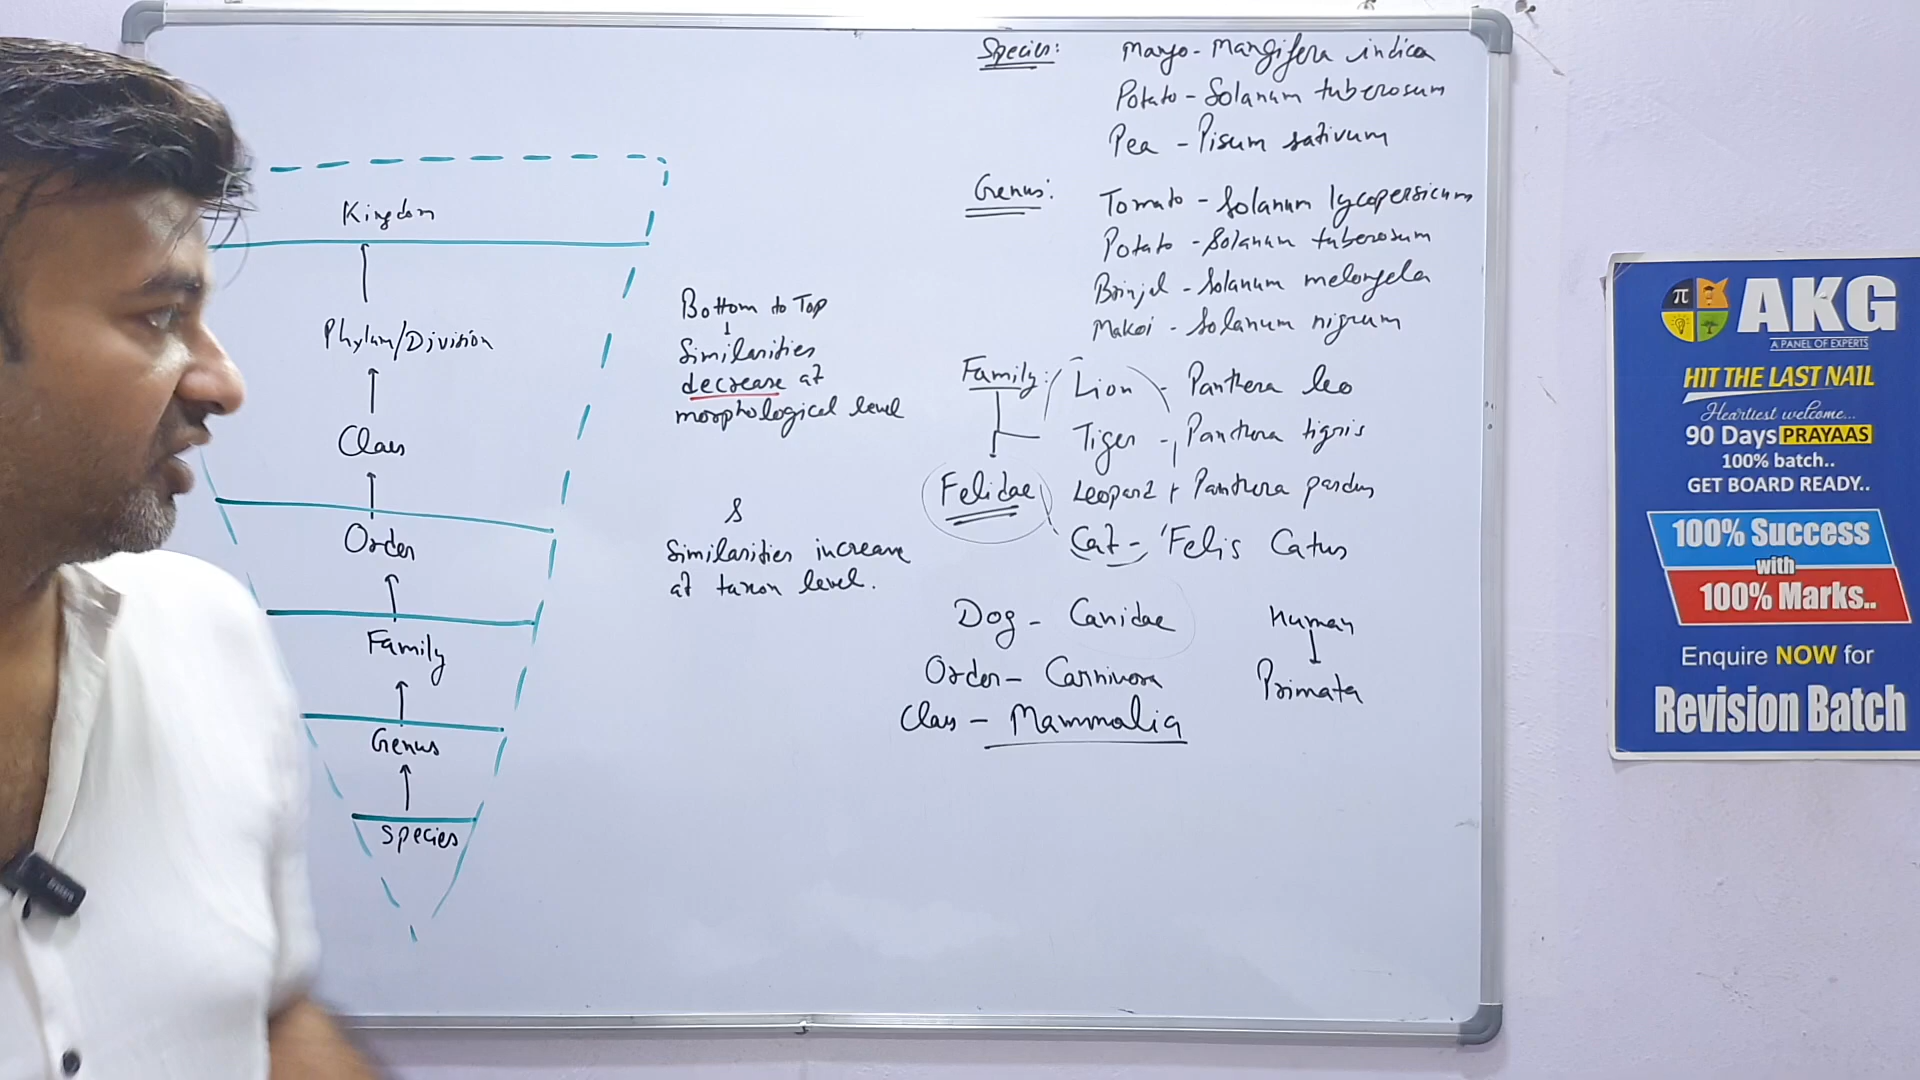 Kingdom
Phylum/Division
Class
Order
Family
Genus
Species
Bottom to Top
Similarities
decrease at
morphological level
&
Similarities increase
at taxon level.
Species:
Mango - Mangifera indica
Potato - Solanum tuberosum
Pea - Pisum sativum
Genus:
Tomato - Solanum lycopersicum
Potato - Solanum tuberosum
Brinjal - Solanum melongela
Makoi - Solanum nigrum
Family:
Lion - Panthera leo
Tiger - Panthera tigris
Felidae
Leopard - Panthera pardus
Cat - Felis Catus
Dog - Canidae
Order - Carnivora
Class - Mammalia
Human
Primata
π
AKG
A PANEL OF EXPERTS
HIT THE LAST NAIL
Heartiest welcome...
90 Days PRAYAAS
100% batch..
GET BOARD READY..
100% Success
with
100% Marks..
Enquire NOW for
Revision Batch